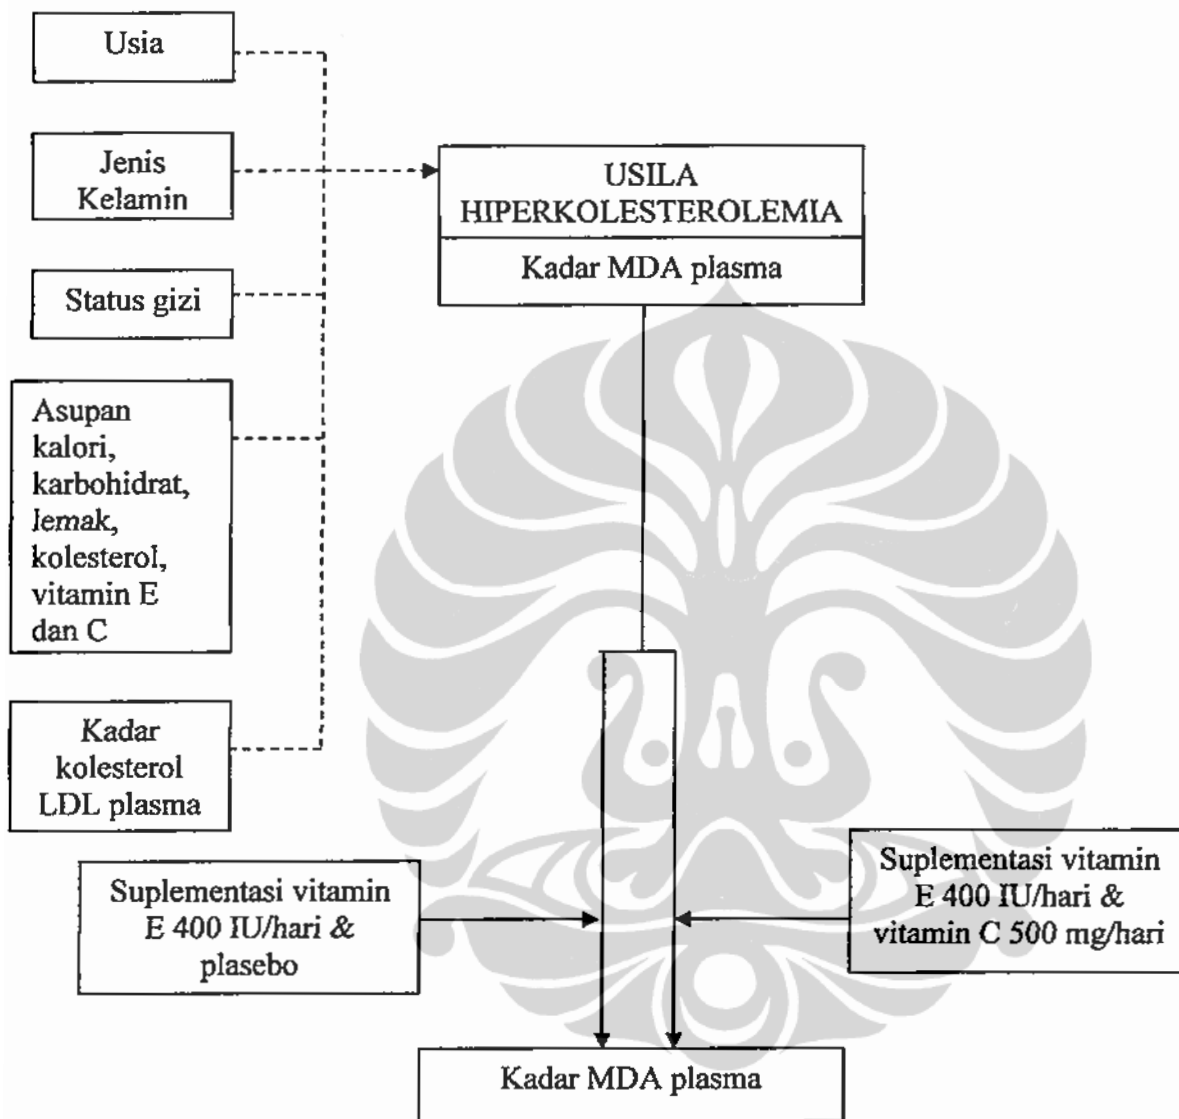 Usia
Jenis
Kelamin
Status gizi
Asupan
kalori,
karbohidrat,
lemak,
kolesterol,
vitamin E
dan C
Kadar
kolesterol
LDL plasma
USILA
HIPERKOLESTEROLEMIA
Kadar MDA plasma
Suplementasi vitamin
E 400 IU/hari &
plasebo
Suplementasi vitamin
E 400 IU/hari &
vitamin C 500 mg/hari
Kadar MDA plasma